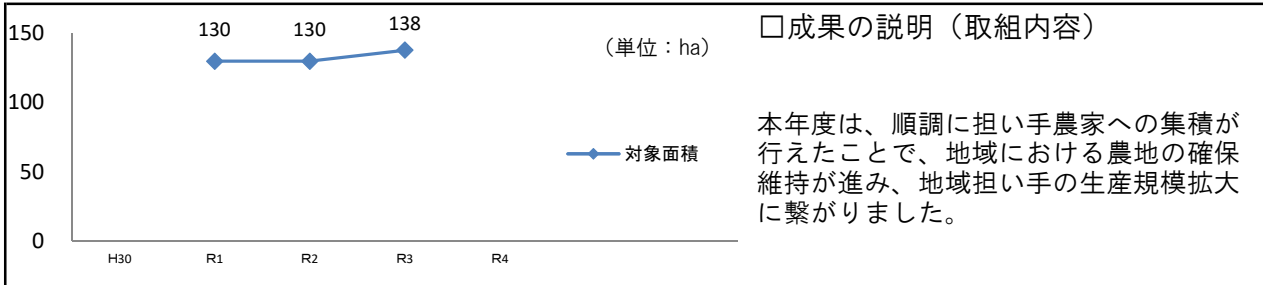 150
100
50
0
130
130
138
(単位:ha)
対象面積
H30
R1
R2
R3
R4
□成果の説明(取組内容)
本年度は、順調に担い手農家への集積が
行えたことで、地域における農地の確保
維持が進み、地域担い手の生産規模拡大
に繋がりました。